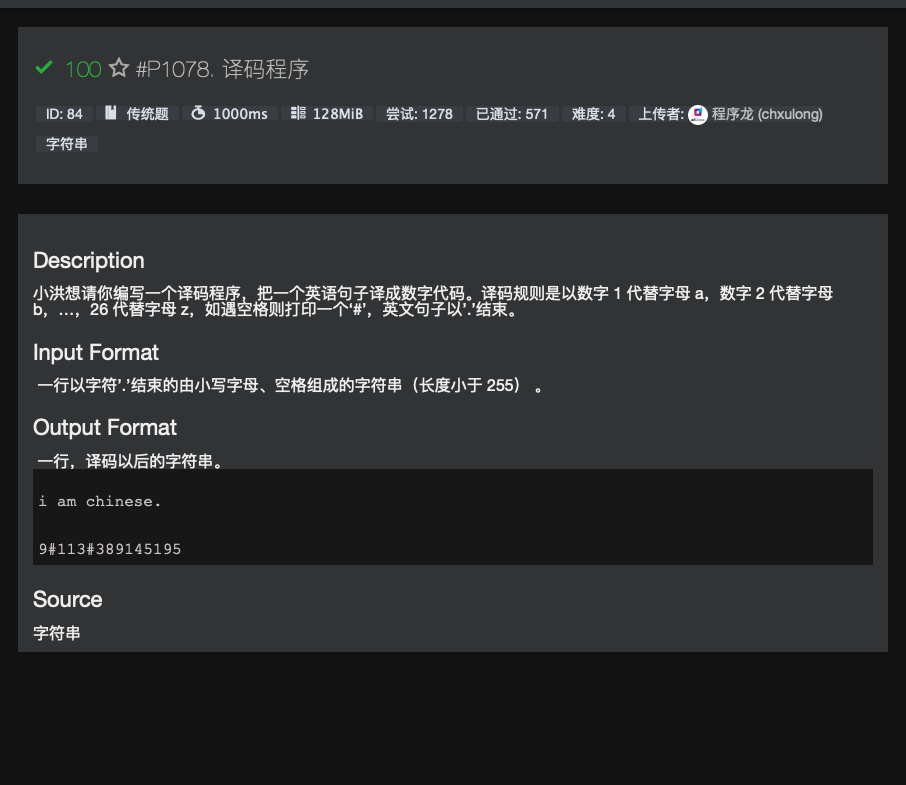 100 #P1078. 译码程序
ID: 84 传统题 1000ms 128MiB 尝试: 1278 已通过: 571 难度: 4 上传者: 程序龙 (chxulong)
字符串
Description
小洪想请你编写一个译码程序，把一个英语句子译成数字代码。译码规则是以数字 1 代替字母 a，数字 2 代替字母
b，…，26 代替字母 z，如遇空格则打印一个‘#’，英文句子以’.’结束。
Input Format
一行以字符’.’结束的由小写字母、空格组成的字符串（长度小于 255） 。
Output Format
一行，译码以后的字符串。
i am chinese.
9#113#389145195
Source
字符串